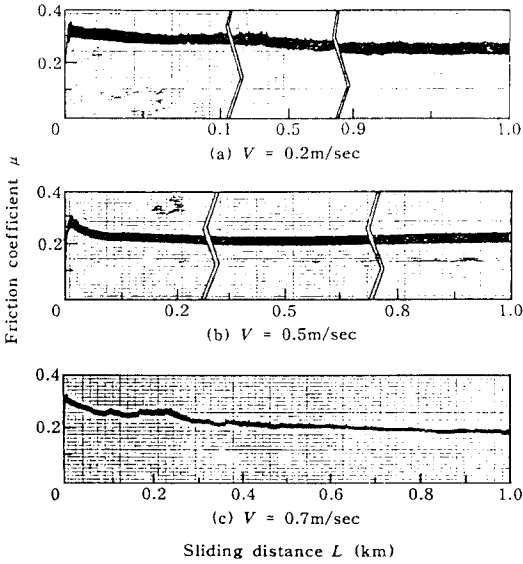 Friction coefficient μ
0.4
0.2
0 0.1 0.5 0.9 1.0
(a) V = 0.2m/sec
0.4
0.2
0 0.2 0.5 0.8 1.0
(b) V = 0.5m/sec
0.4
0.2
0 0.2 0.4 0.6 0.8 1.0
(c) V = 0.7m/sec
Sliding distance L (km)